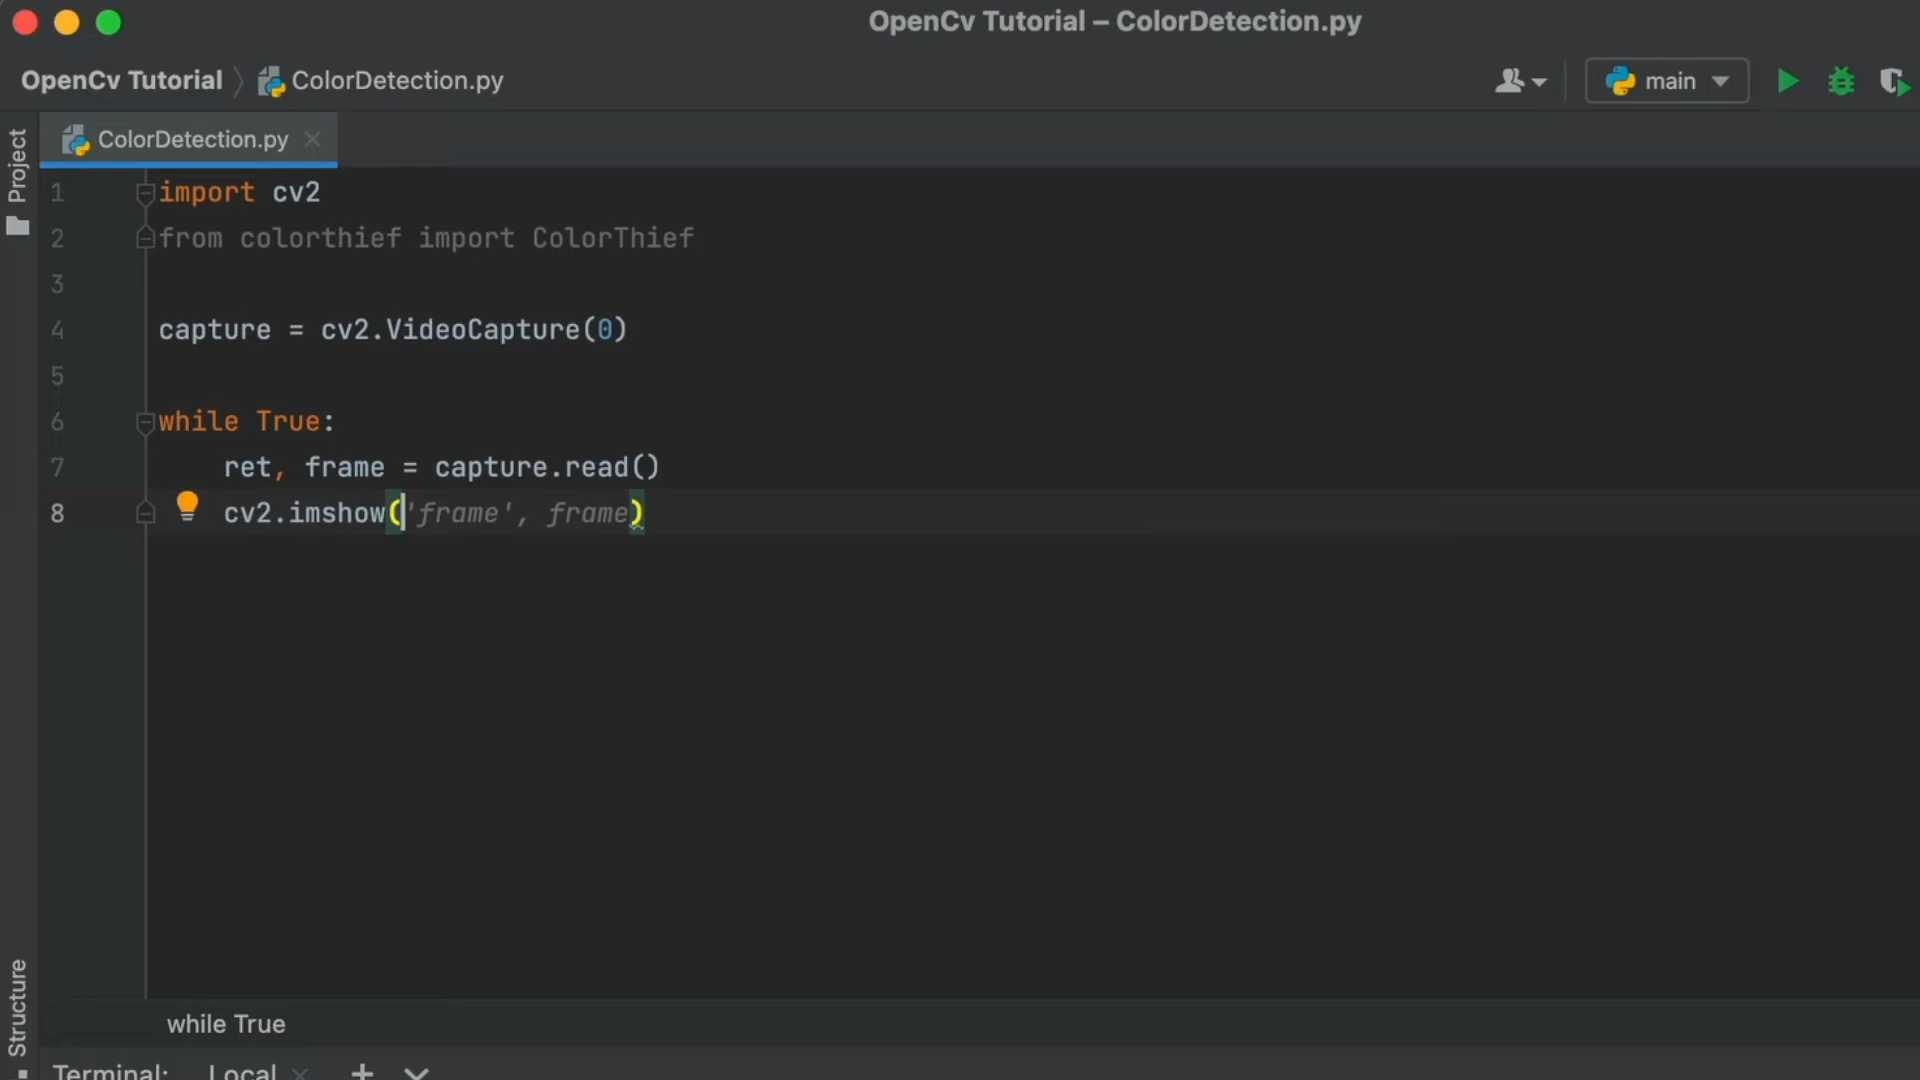 OpenCv Tutorial – ColorDetection.py
OpenCv Tutorial 〉 ColorDetection.py
main
Project
ColorDetection.py ×
1 import cv2
2 from colorthief import ColorThief
3
4 capture = cv2.VideoCapture(0)
5
6 while True:
7 ret, frame = capture.read()
8 cv2.imshow('frame', frame)
Structure
while True
Terminal: Local × +